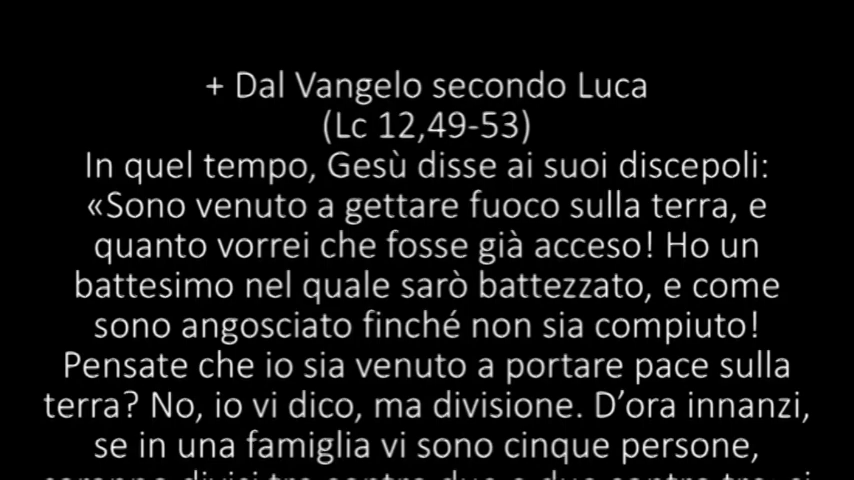 + Dal Vangelo secondo Luca
(Lc 12,49-53)
In quel tempo, Gesù disse ai suoi discepoli:
«Sono venuto a gettare fuoco sulla terra, e
quanto vorrei che fosse già acceso! Ho un
battesimo nel quale sarò battezzato, e come
sono angosciato finché non sia compiuto!
Pensate che io sia venuto a portare pace sulla
terra? No, io vi dico, ma divisione. D’ora innanzi,
se in una famiglia vi sono cinque persone,